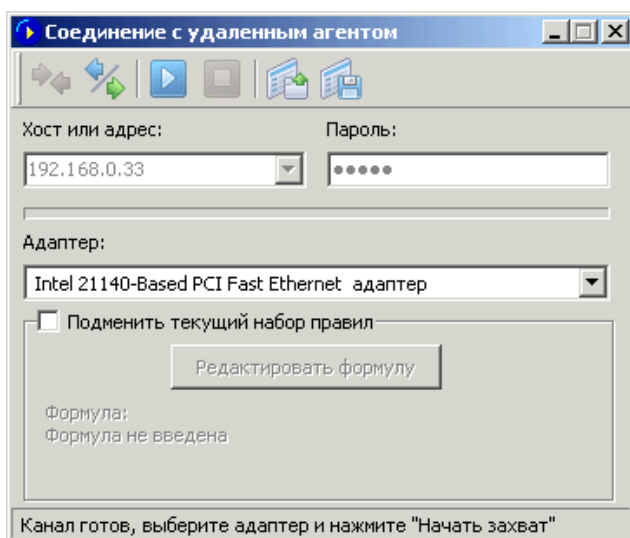 Соединение с удаленным агентом
Хост или адрес: Пароль:
192.168.0.33 •••••
Адаптер:
Intel 21140-Based PCI Fast Ethernet адаптер
Подменить текущий набор правил
Редактировать формулу
Формула:
Формула не введена
Канал готов, выберите адаптер и нажмите "Начать захват"